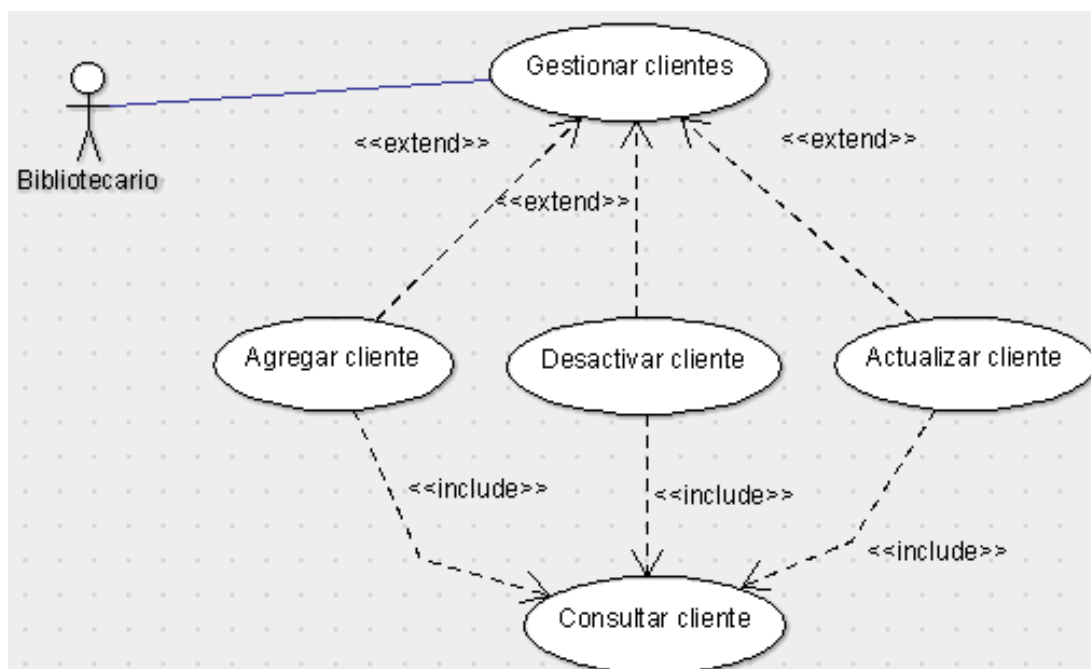 Gestionar clientes
<<extend>>
<<extend>>
<<extend>>
Bibliotecario
Agregar cliente
Desactivar cliente
Actualizar cliente
<<include>>
<<include>>
<<include>>
Consultar cliente